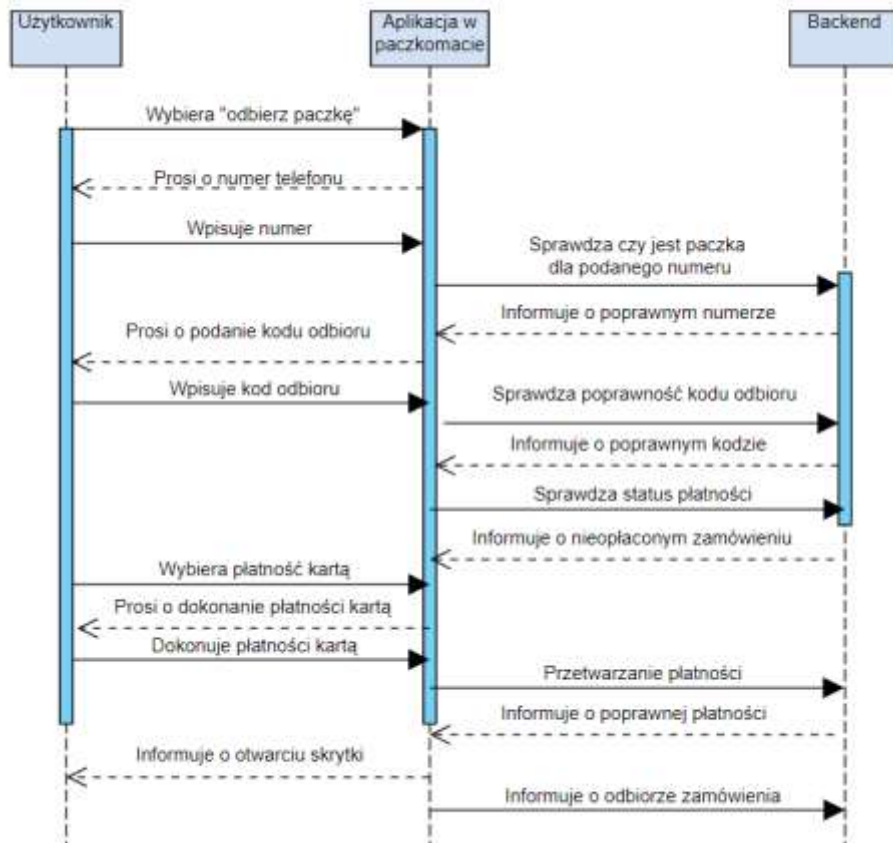 Użytkownik
Aplikacja w
paczkomacie
Backend
Wybiera "odbierz paczkę"
Prosi o numer telefonu
Wpisuje numer
Sprawdza czy jest paczka
dla podanego numeru
Informuje o poprawnym numerze
Prosi o podanie kodu odbioru
Wpisuje kod odbioru
Sprawdza poprawność kodu odbioru
Informuje o poprawnym kodzie
Sprawdza status płatności
Informuje o nieopłaconym zamówieniu
Wybiera płatność kartą
Prosi o dokonanie płatności kartą
Dokonuje płatności kartą
Przetwarzanie płatności
Informuje o poprawnej płatności
Informuje o otwarciu skrytki
Informuje o odbiorze zamówienia